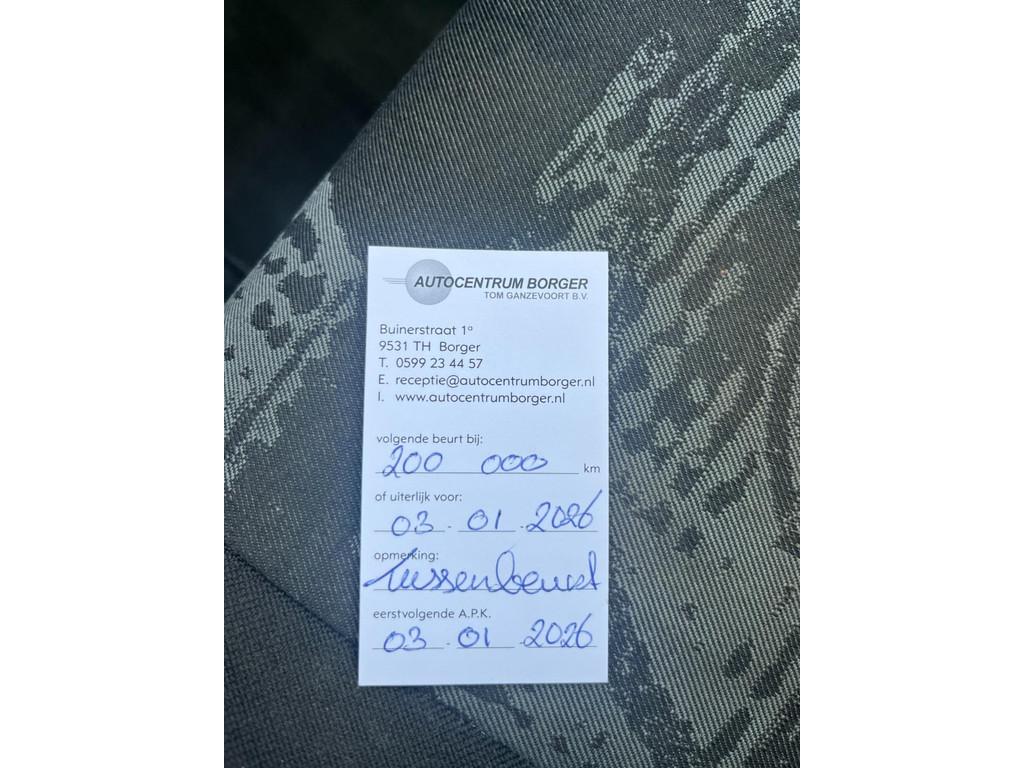 AUTOCENTRUM BORGER
TOM GANZEVOORT B.V.
Buinerstraat 1ª
9531 TH Borger
T. 0599 23 44 57
E. receptie@autocentrumborger.nl
I. www.autocentrumborger.nl
volgende beurt bij:
200 000 km
of uiterlijk voor:
03 - 01 - 2026
opmerking:
Tussenbeurt
eerstvolgende A.P.K.
03 - 01 - 2026